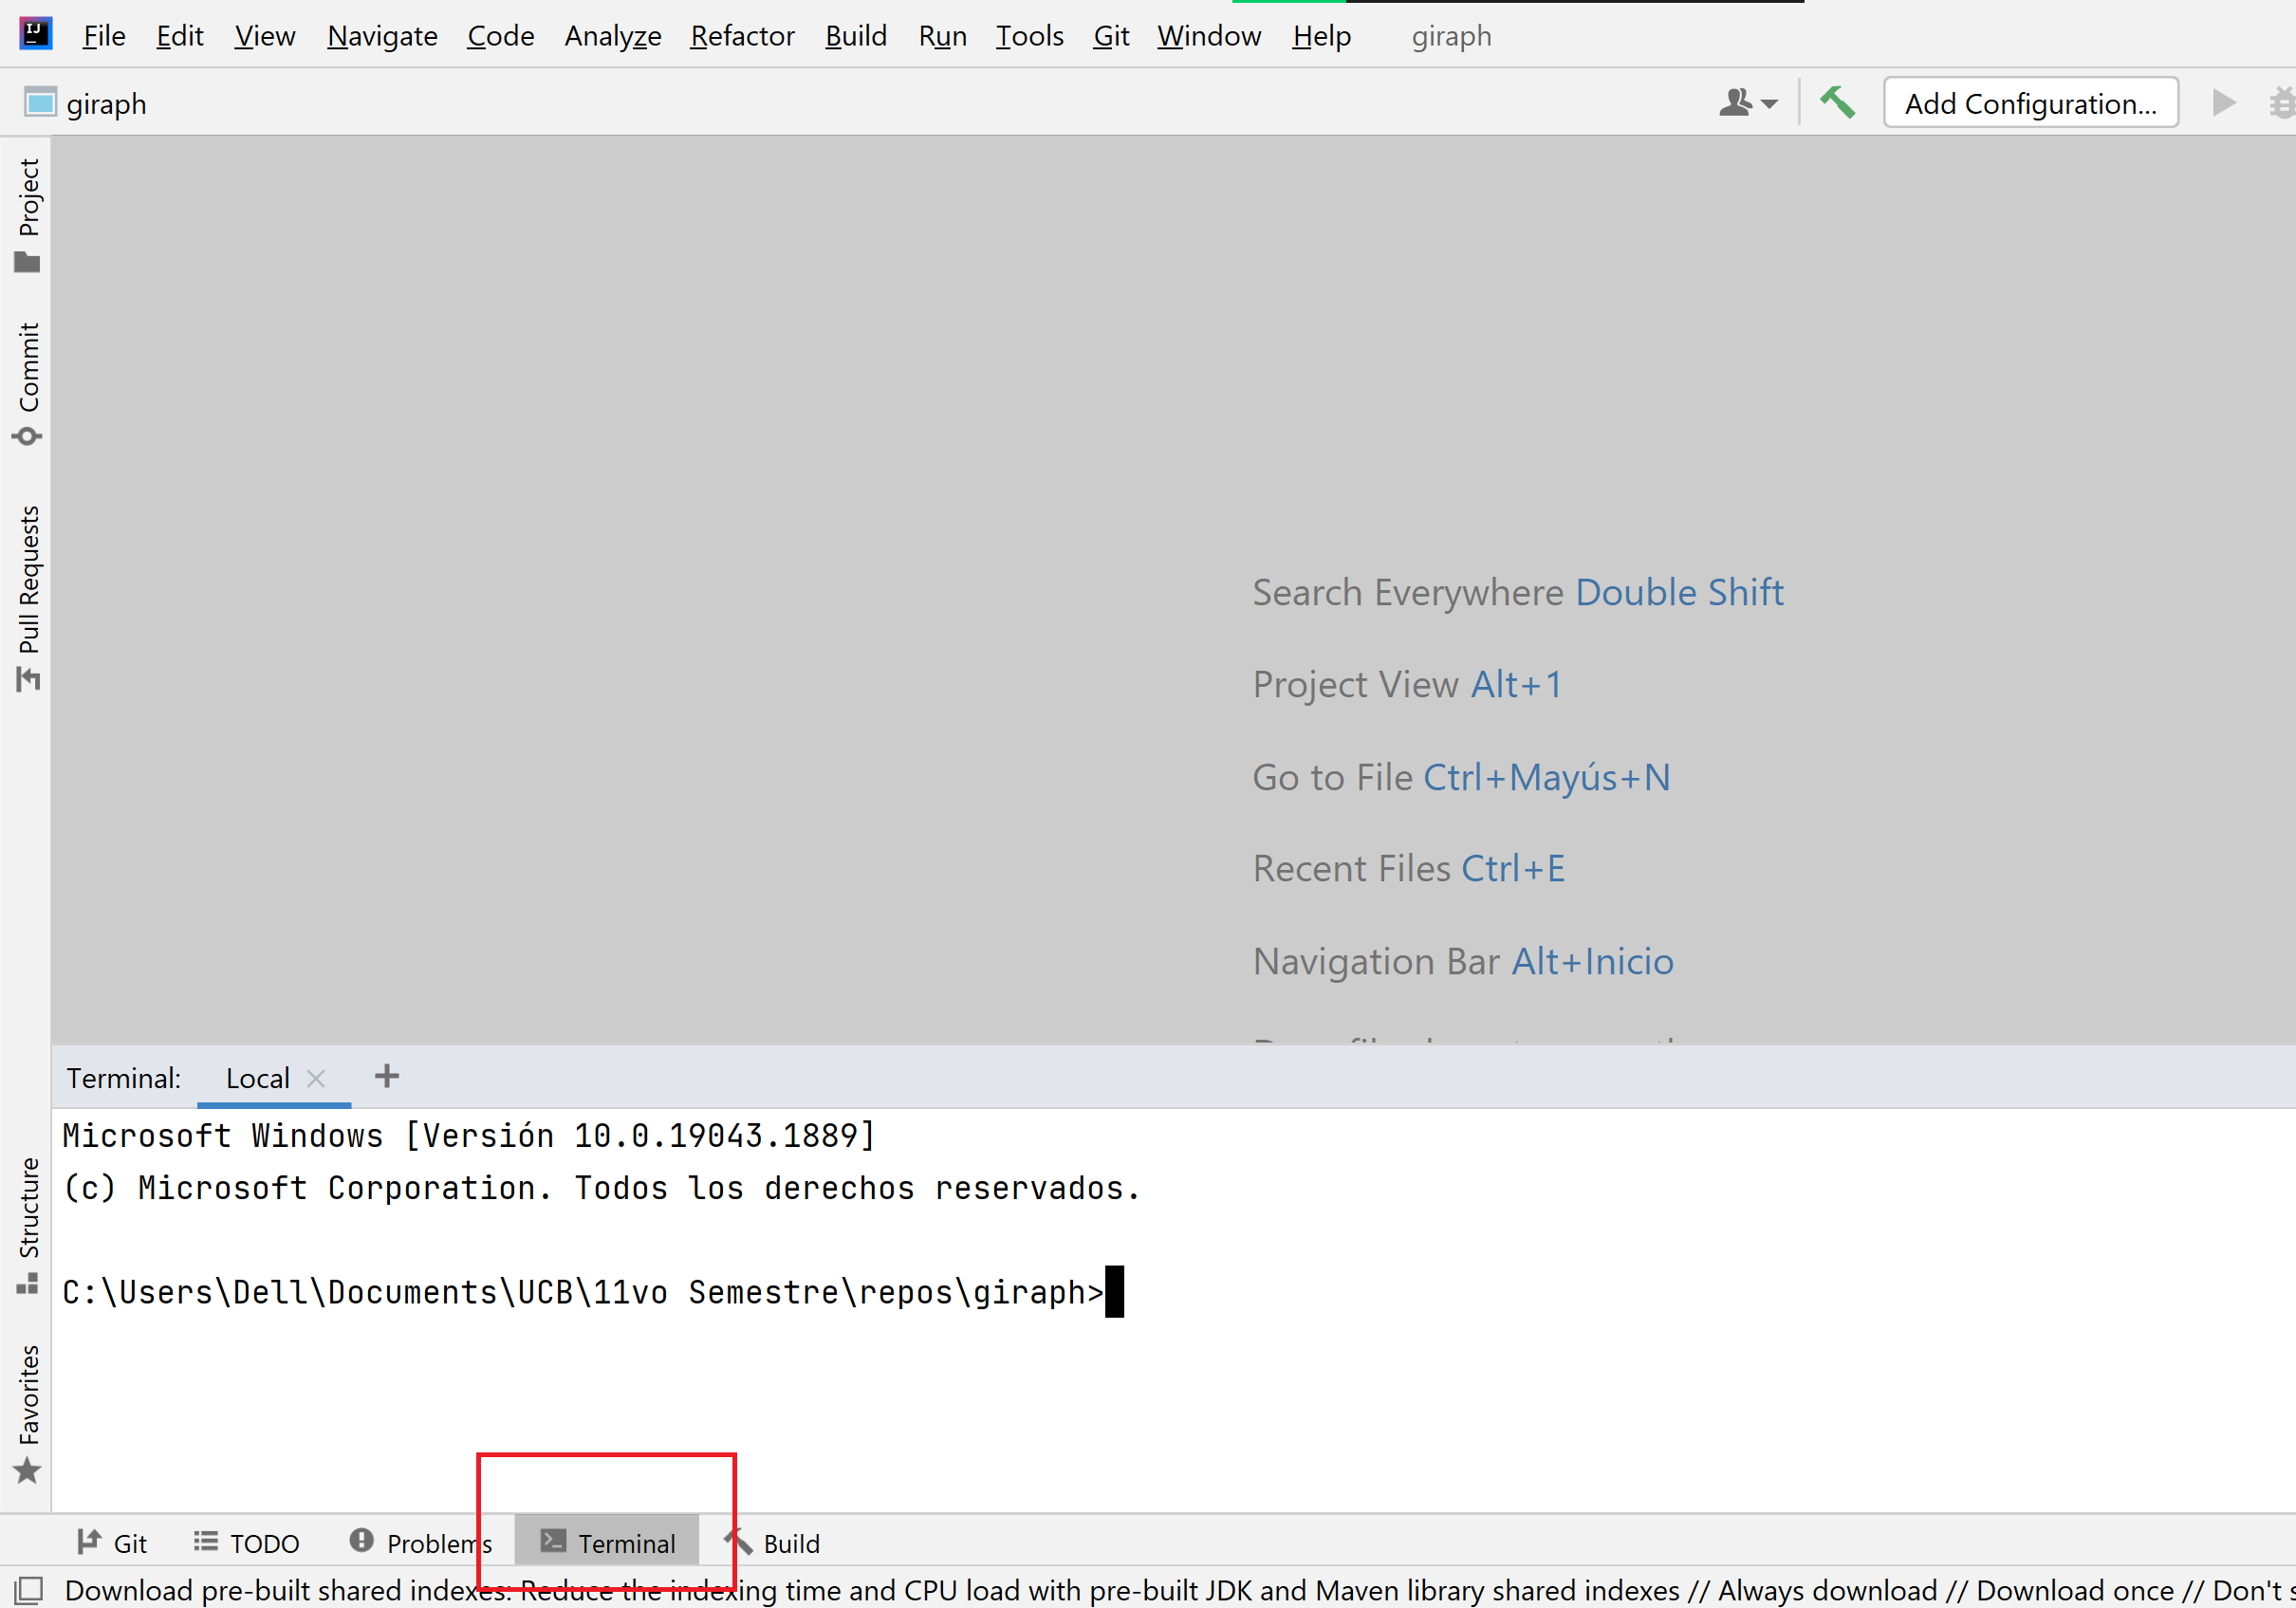 File Edit View Navigate Code Analyze Refactor Build Run Tools Git Window Help giraph
giraph Add Configuration...
Project
Commit
Pull Requests
Search Everywhere Double Shift
Project View Alt+1
Go to File Ctrl+Mayús+N
Recent Files Ctrl+E
Navigation Bar Alt+Inicio
Terminal: Local +
Microsoft Windows [Versión 10.0.19043.1889]
(c) Microsoft Corporation. Todos los derechos reservados.
C:\Users\Dell\Documents\UCB\11vo Semestre\repos\giraph>
Structure
Favorites
Git TODO Problems Terminal Build
Download pre-built shared indexes: Reduce the indexing time and CPU load with pre-built JDK and Maven library shared indexes // Always download // Download once // Don't